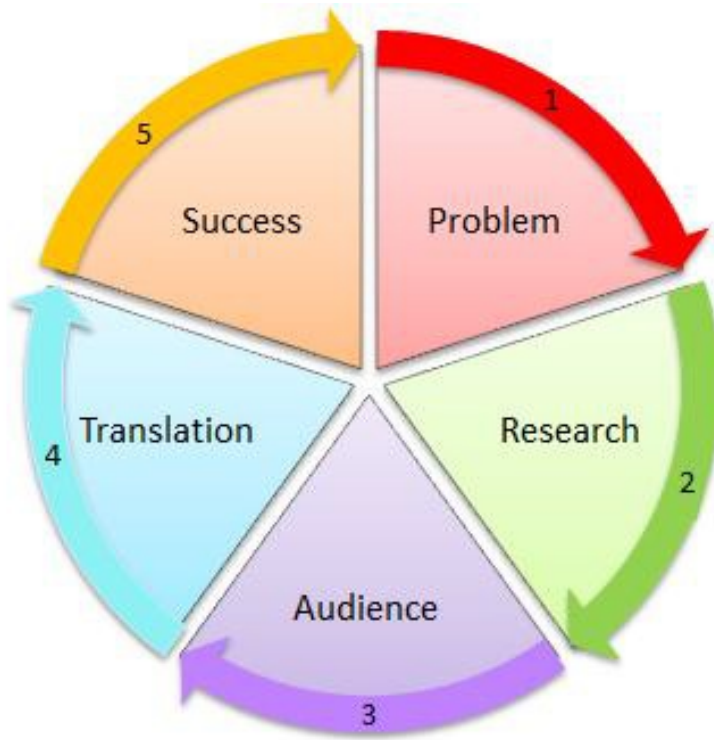 1
Problem
2
Research
3
Audience
4
Translation
5
Success